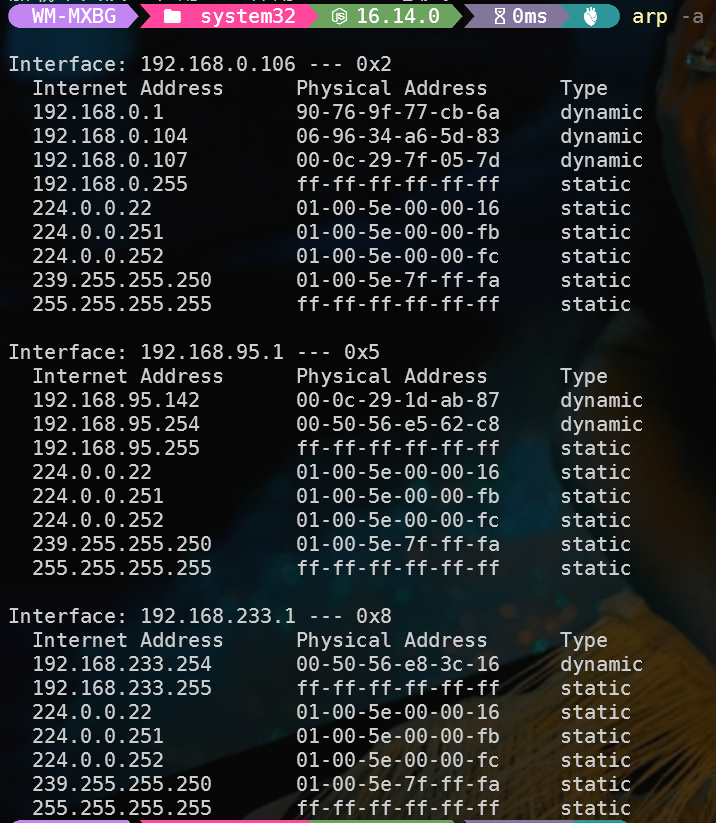 WM-MXBG system32 16.14.0 0ms arp -a
Interface: 192.168.0.106 --- 0x2
Internet Address Physical Address Type
192.168.0.1 90-76-9f-77-cb-6a dynamic
192.168.0.104 06-96-34-a6-5d-83 dynamic
192.168.0.107 00-0c-29-7f-05-7d dynamic
192.168.0.255 ff-ff-ff-ff-ff-ff static
224.0.0.22 01-00-5e-00-00-16 static
224.0.0.251 01-00-5e-00-00-fb static
224.0.0.252 01-00-5e-00-00-fc static
239.255.255.250 01-00-5e-7f-ff-fa static
255.255.255.255 ff-ff-ff-ff-ff-ff static
Interface: 192.168.95.1 --- 0x5
Internet Address Physical Address Type
192.168.95.142 00-0c-29-1d-ab-87 dynamic
192.168.95.254 00-50-56-e5-62-c8 dynamic
192.168.95.255 ff-ff-ff-ff-ff-ff static
224.0.0.22 01-00-5e-00-00-16 static
224.0.0.251 01-00-5e-00-00-fb static
224.0.0.252 01-00-5e-00-00-fc static
239.255.255.250 01-00-5e-7f-ff-fa static
255.255.255.255 ff-ff-ff-ff-ff-ff static
Interface: 192.168.233.1 --- 0x8
Internet Address Physical Address Type
192.168.233.254 00-50-56-e8-3c-16 dynamic
192.168.233.255 ff-ff-ff-ff-ff-ff static
224.0.0.22 01-00-5e-00-00-16 static
224.0.0.251 01-00-5e-00-00-fb static
224.0.0.252 01-00-5e-00-00-fc static
239.255.255.250 01-00-5e-7f-ff-fa static
255.255.255.255 ff-ff-ff-ff-ff-ff static